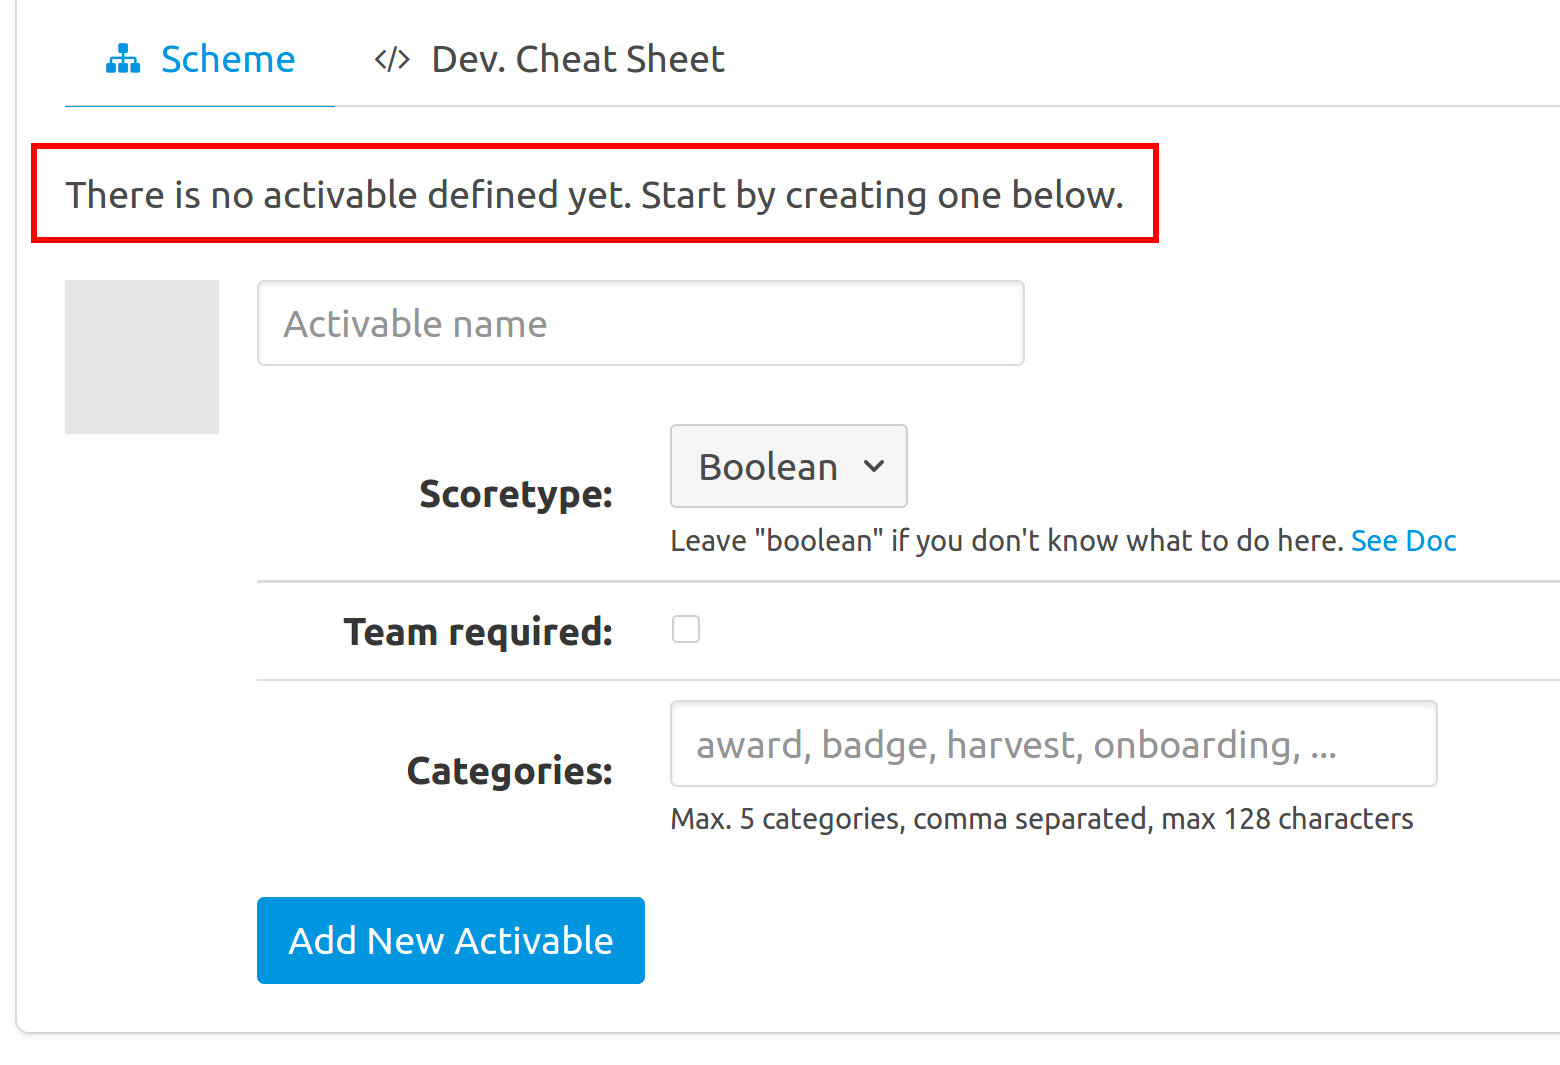 Scheme </> Dev. Cheat Sheet
There is no activable defined yet. Start by creating one below.
Activable name
Scoretype: Boolean
Leave "boolean" if you don't know what to do here. See Doc
Team required:
Categories: award, badge, harvest, onboarding, ...
Max. 5 categories, comma separated, max 128 characters
Add New Activable